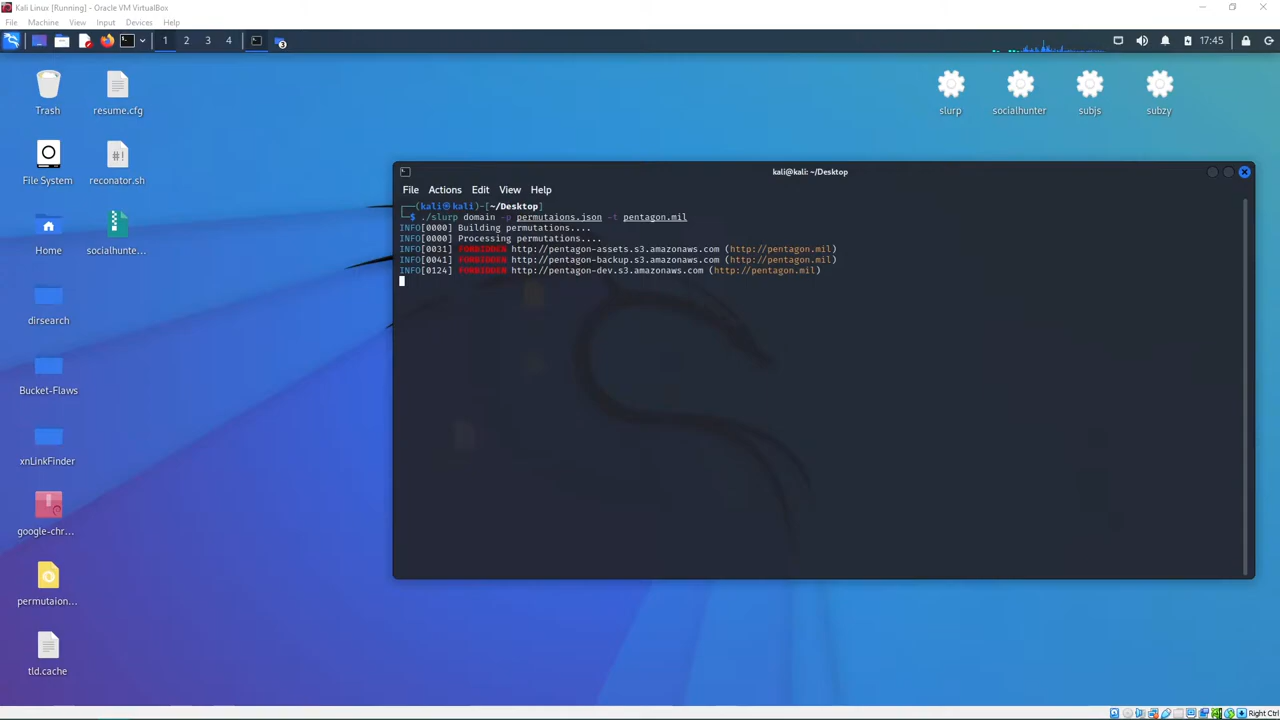 Kali Linux [Running] - Oracle VM VirtualBox
File Machine View Input Devices Help
1 2 3 4 3 17:45
Trash resume.cfg slurp socialhunter subjs subzy
File System reconator.sh
Home socialhunte...
dirsearch
Bucket-Flaws
xnLinkFinder
google-chr...
permutaion...
tld.cache
kali@kali: ~/Desktop
File Actions Edit View Help
┌──(kali㉿kali)-[~/Desktop]
└─$ ./slurp domain -p permutaions.json -t pentagon.mil
INFO[0000] Building permutations....
INFO[0000] Processing permutations....
INFO[0031] FORBIDDEN http://pentagon-assets.s3.amazonaws.com (http://pentagon.mil)
INFO[0041] FORBIDDEN http://pentagon-backup.s3.amazonaws.com (http://pentagon.mil)
INFO[0124] FORBIDDEN http://pentagon-dev.s3.amazonaws.com (http://pentagon.mil)
Right Ctrl